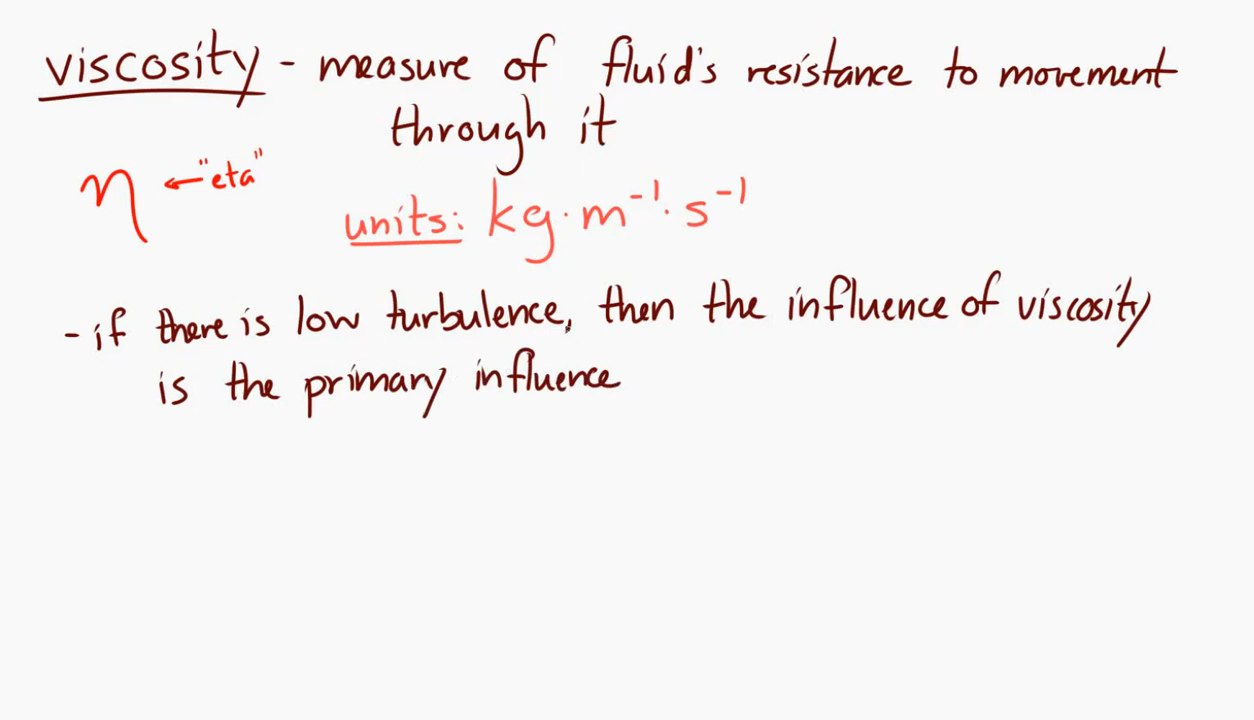 viscosity - measure of fluid's resistance to movement
through it
η ← "eta"
units: kg · m⁻¹ · s⁻¹
- if there is low turbulence, then the influence of viscosity
is the primary influence